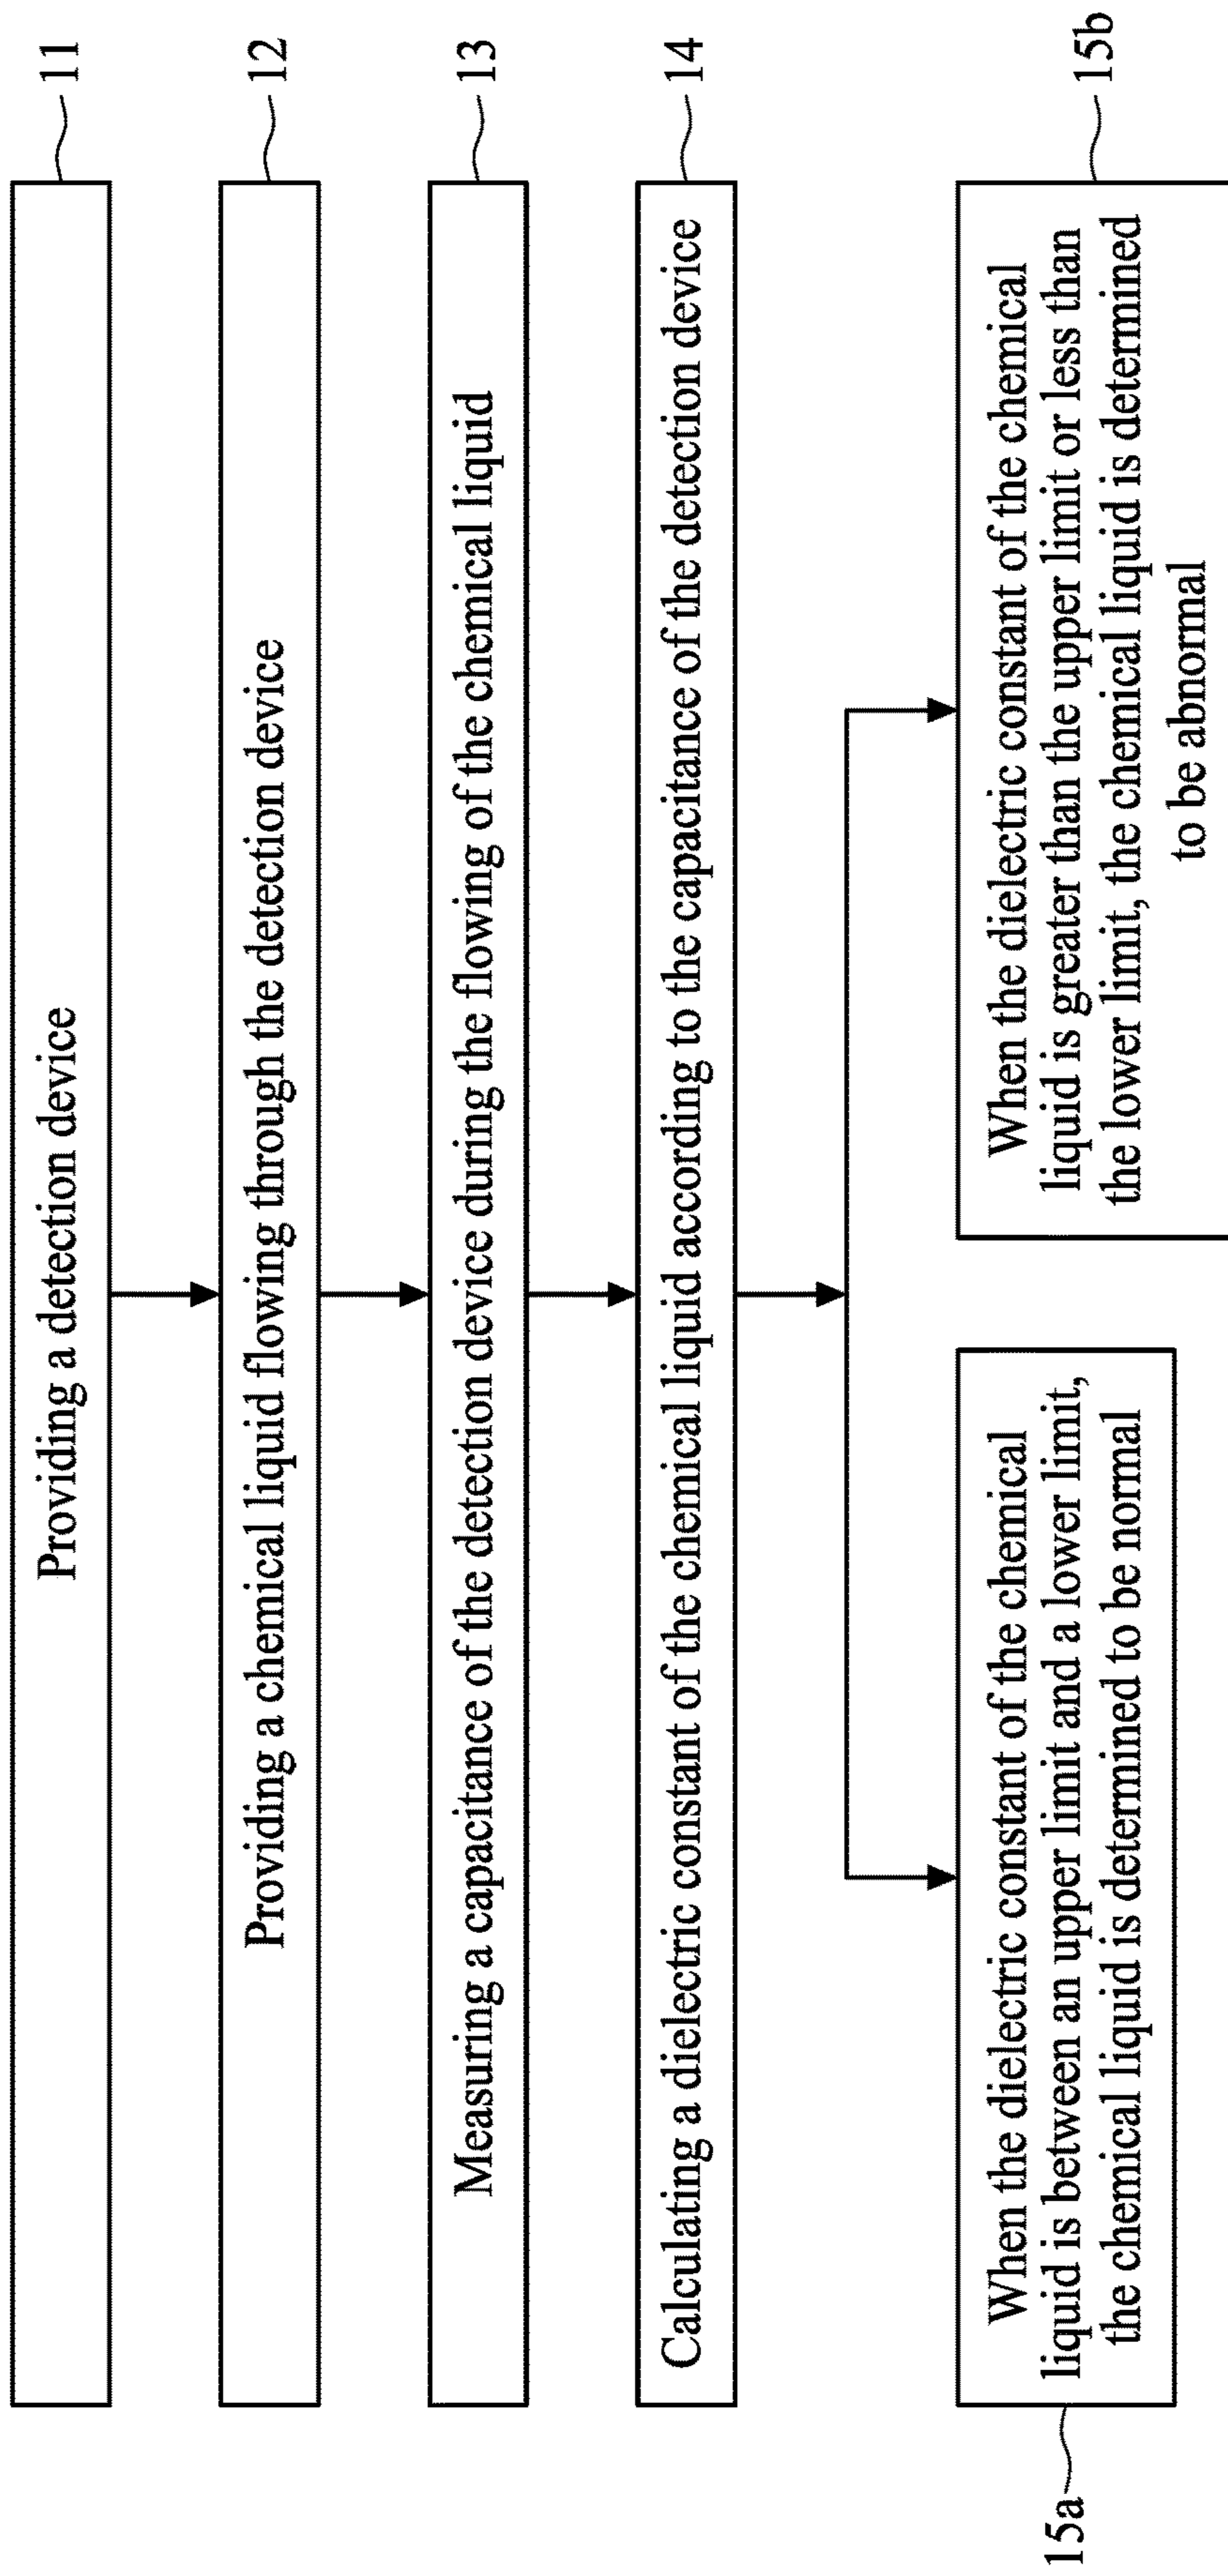 Providing a detection device
11
Providing a chemical liquid flowing through the detection device
12
Measuring a capacitance of the detection device during the flowing of the chemical liquid
13
Calculating a dielectric constant of the chemical liquid according to the capacitance of the detection device
14
15a
When the dielectric constant of the chemical
liquid is between an upper limit and a lower limit,
the chemical liquid is determined to be normal
When the dielectric constant of the chemical
liquid is greater than the upper limit or less than
the lower limit, the chemical liquid is determined
to be abnormal
15b